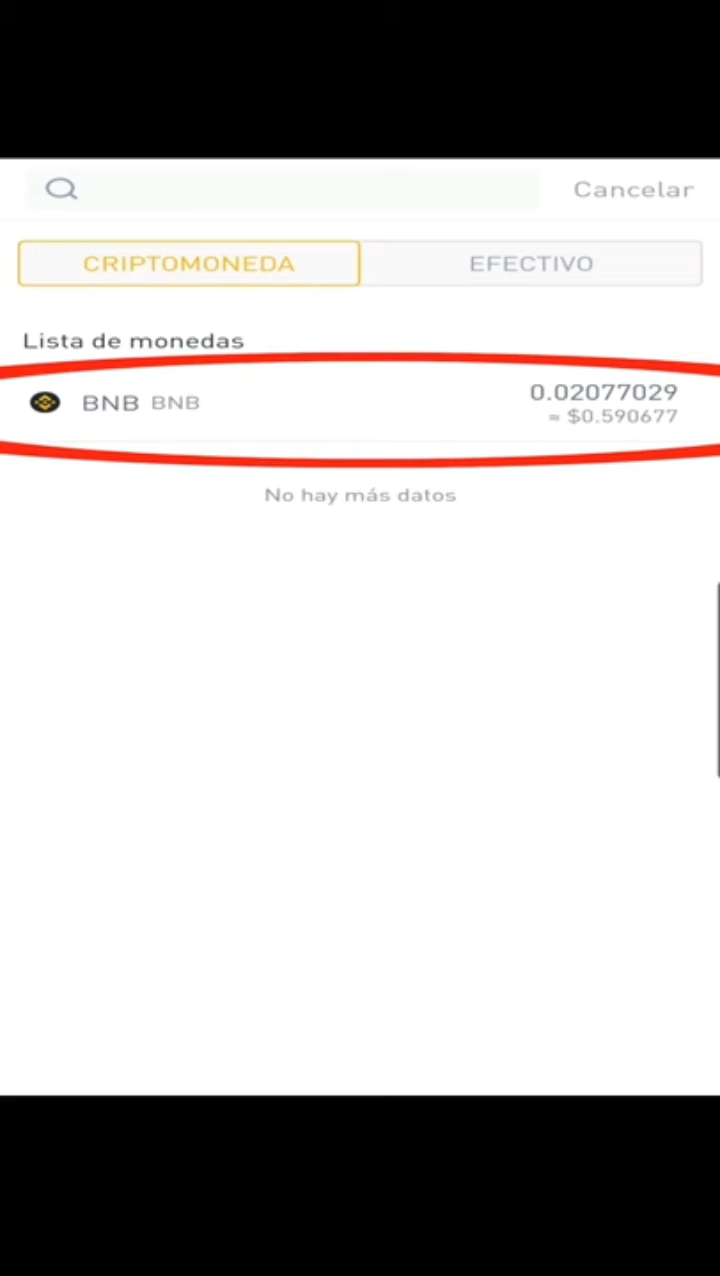 Cancelar
CRIPTOMONEDA
EFECTIVO
Lista de monedas
BNB BNB
0.02077029
≈ $0.590677
No hay más datos